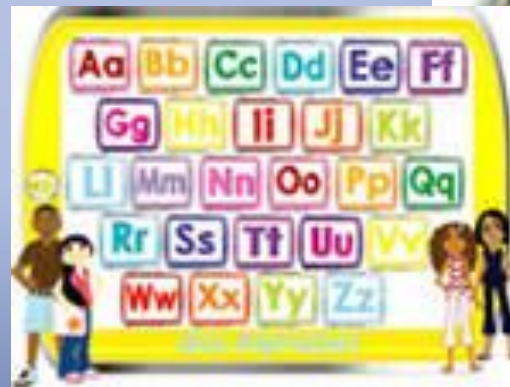 Aa Bb Cc Dd Ee Ff
Gg Hh Ii Jj Kk
Ll Mm Nn Oo Pp Qq
Rr Ss Tt Uu Vv
Ww Xx Yy Zz